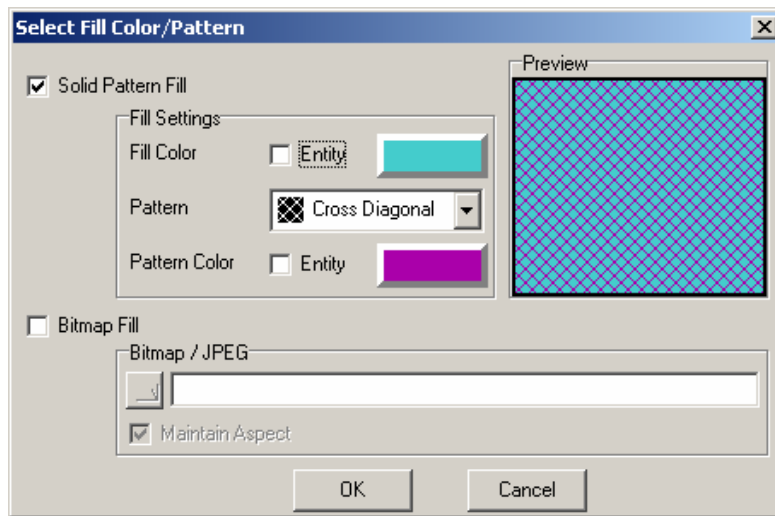 Select Fill Color/Pattern
Preview
Solid Pattern Fill
Fill Settings
Fill Color
Entity
Pattern
Cross Diagonal
Pattern Color
Entity
Bitmap Fill
Bitmap / JPEG
Maintain Aspect
OK
Cancel